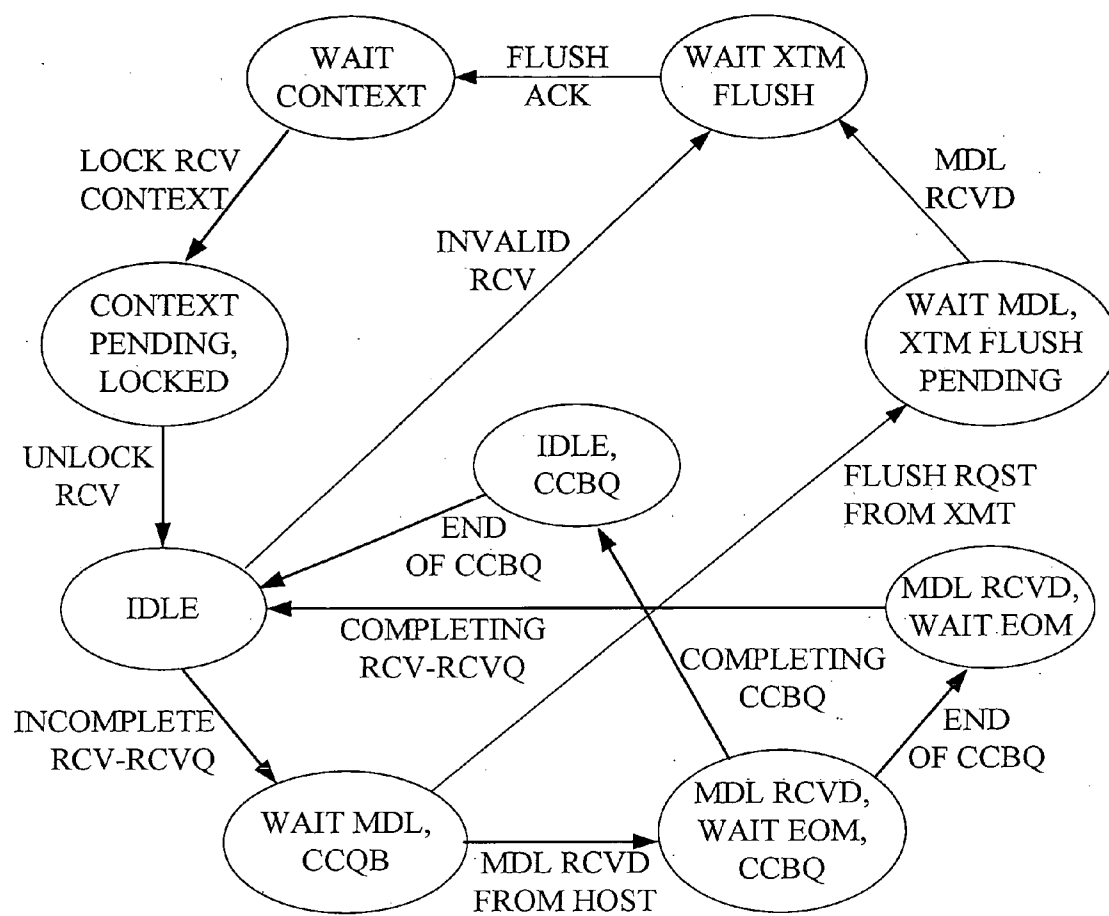 WAIT
CONTEXT
FLUSH
ACK
WAIT XTM
FLUSH
LOCK RCV
CONTEXT
MDL
RCVD
INVALID
RCV
CONTEXT
PENDING,
LOCKED
WAIT MDL,
XTM FLUSH
PENDING
UNLOCK
RCV
IDLE,
CCBQ
FLUSH RQST
FROM XMT
END
OF CCBQ
IDLE
MDL RCVD,
WAIT EOM
COMPLETING
RCV-RCVQ
COMPLETING
CCBQ
INCOMPLETE
RCV-RCVQ
END
OF CCBQ
WAIT MDL,
CCQB
MDL RCVD
FROM HOST
MDL RCVD,
WAIT EOM,
CCBQ